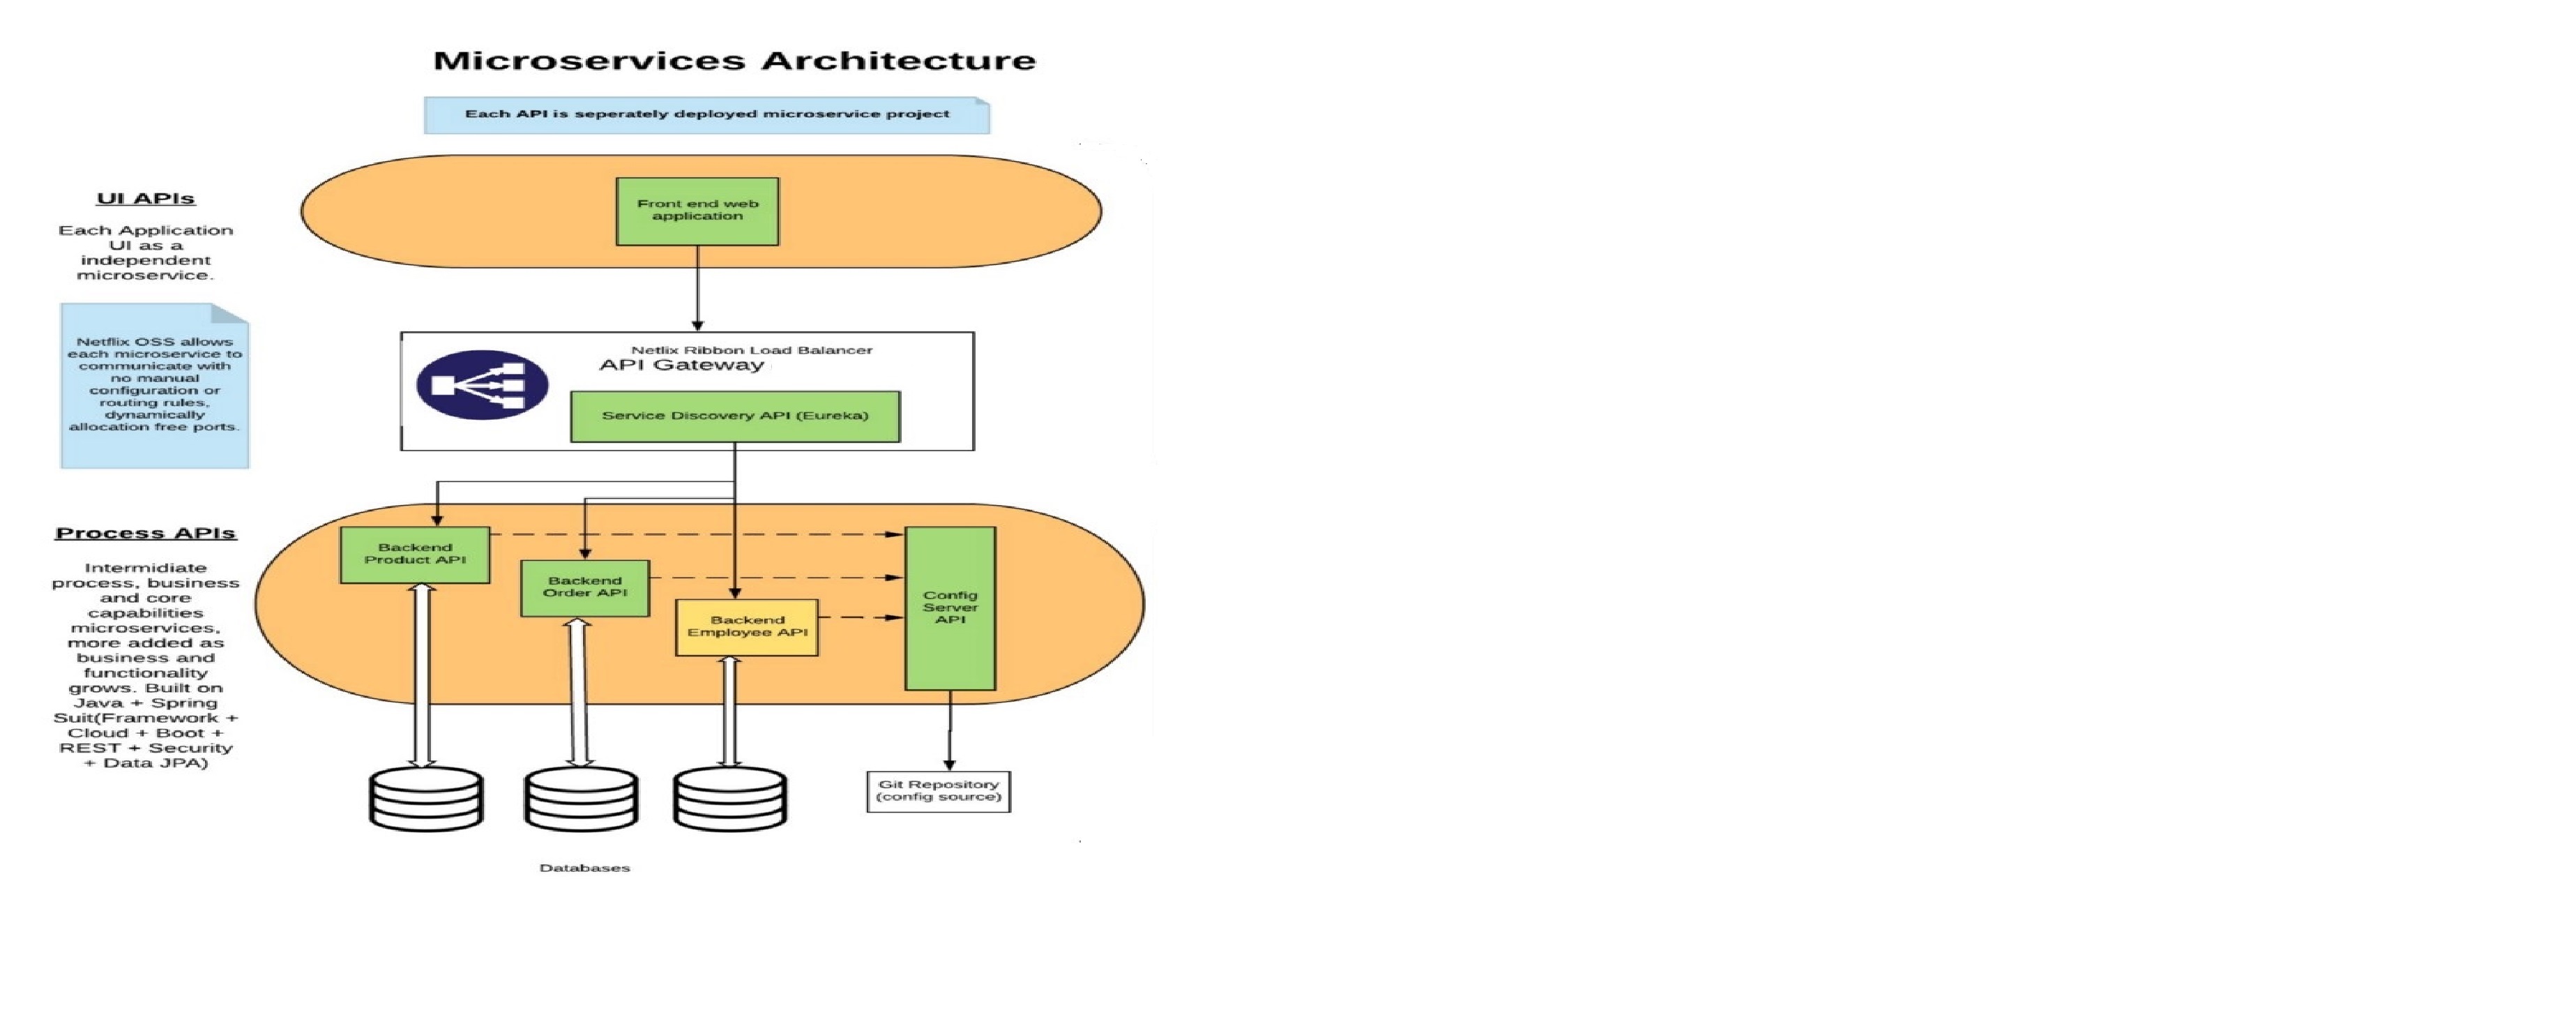 Microservices Architecture
Each API is seperately deployed microservice project
UI APIs
Each Application
UI as a
independent
microservice.
Front end web
application
Netflix OSS allows
each microservice to
communicate with
no manual
configuration or
routing rules,
dynamically
allocation free ports.
Netlix Ribbon Load Balancer
API Gateway
Service Discovery API (Eureka)
Process APIs
Intermidiate
process, business
and core
capabilities
microservices,
more added as
business and
functionality
grows. Built on
Java + Spring
Suit(Framework +
Cloud + Boot +
REST + Security
+ Data JPA)
Backend
Product API
Backend
Order API
Backend
Employee API
Config
Server
API
Git Repository
(config source)
Databases